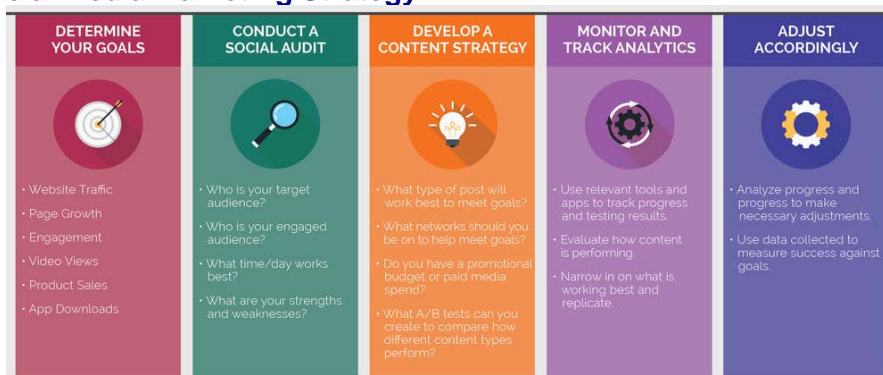 DETERMINE
YOUR GOALS
• Website Traffic
• Page Growth
• Engagement
• Video Views
• Product Sales
• App Downloads
CONDUCT A
SOCIAL AUDIT
• Who is your target
audience?
• Who is your engaged
audience?
• What time/day works
best?
• What are your strengths
and weaknesses?
DEVELOP A
CONTENT STRATEGY
• What type of post will
work best to meet goals?
• What networks should you
be on to help meet goals?
• Do you have a promotional
budget or paid media
spend?
• What A/B tests can you
create to compare how
different content types
perform?
MONITOR AND
TRACK ANALYTICS
• Use relevant tools and
apps to track progress
and testing results.
• Evaluate how content
is performing.
• Narrow in on what is
working best and
replicate.
ADJUST
ACCORDINGLY
• Analyze progress and
progress to make
necessary adjustments.
• Use data collected to
measure success against
goals.